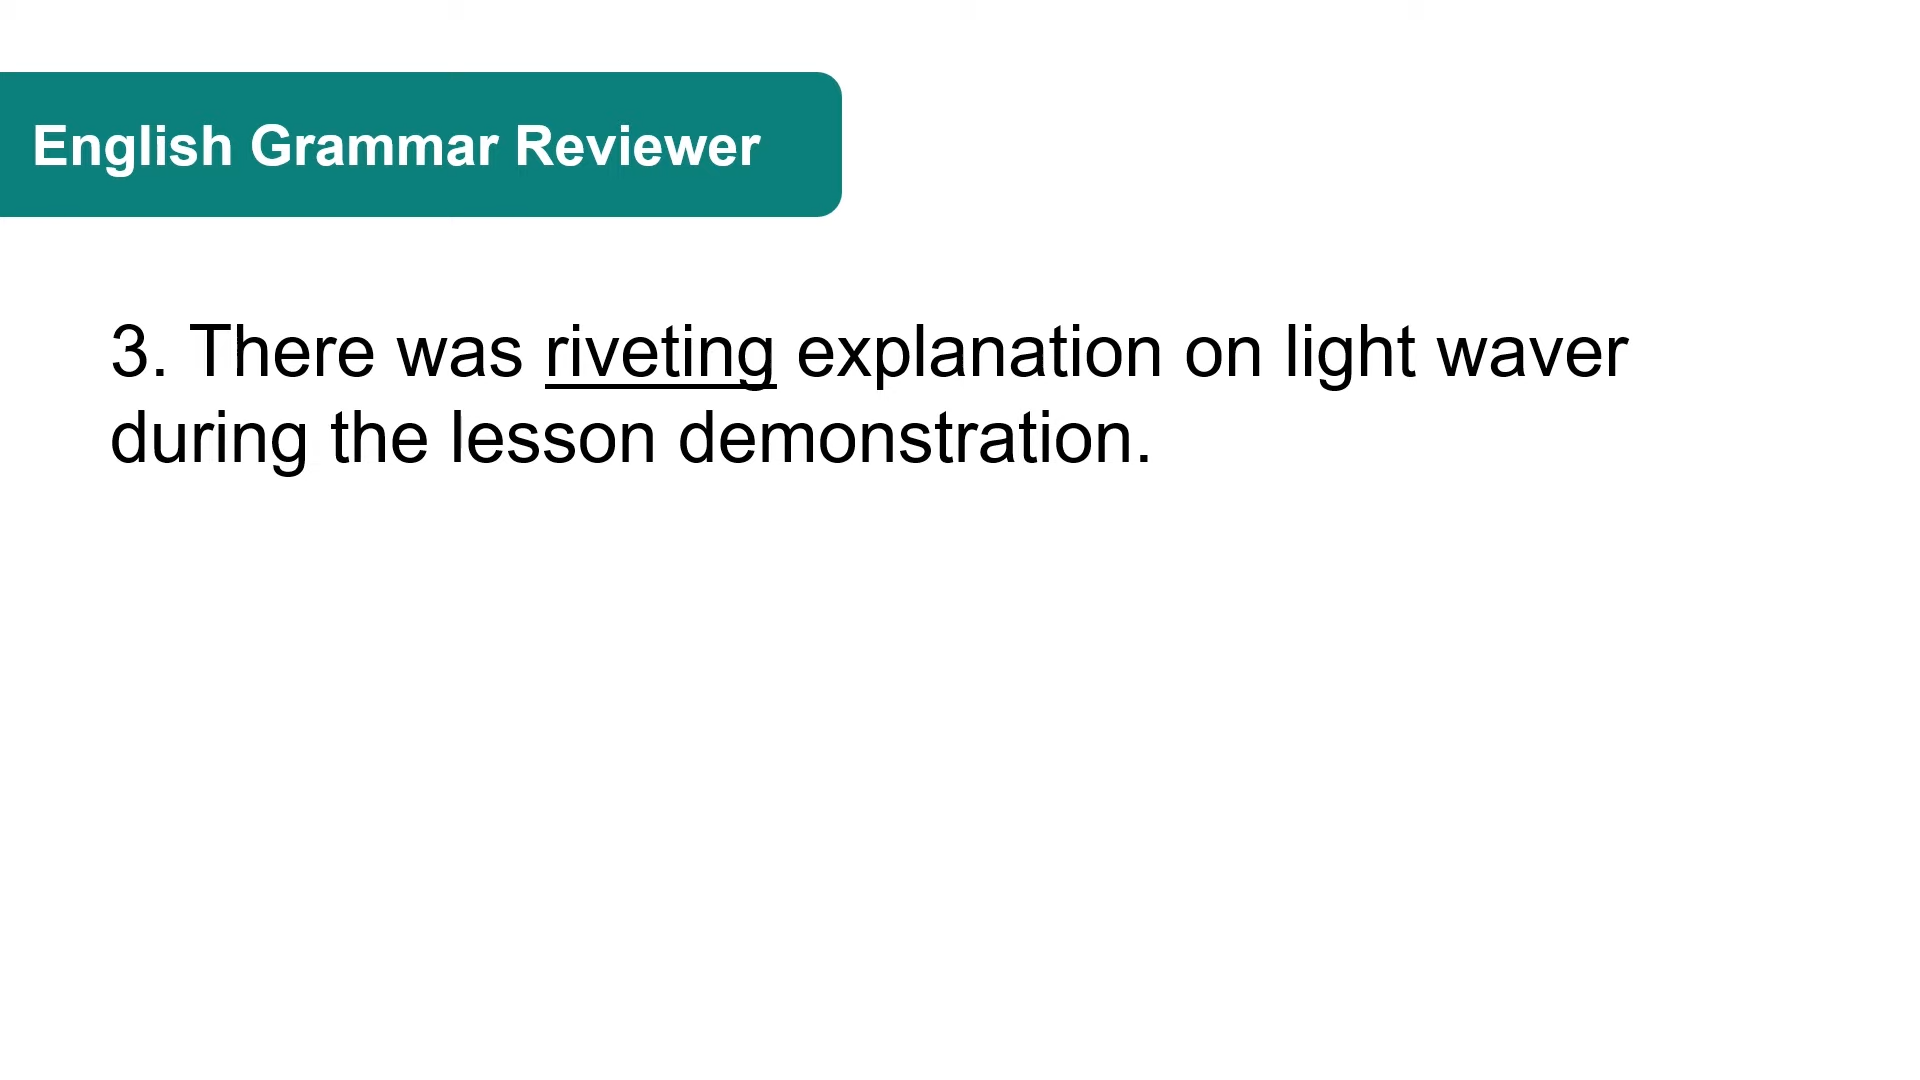 English Grammar Reviewer
3. There was riveting explanation on light waver
during the lesson demonstration.